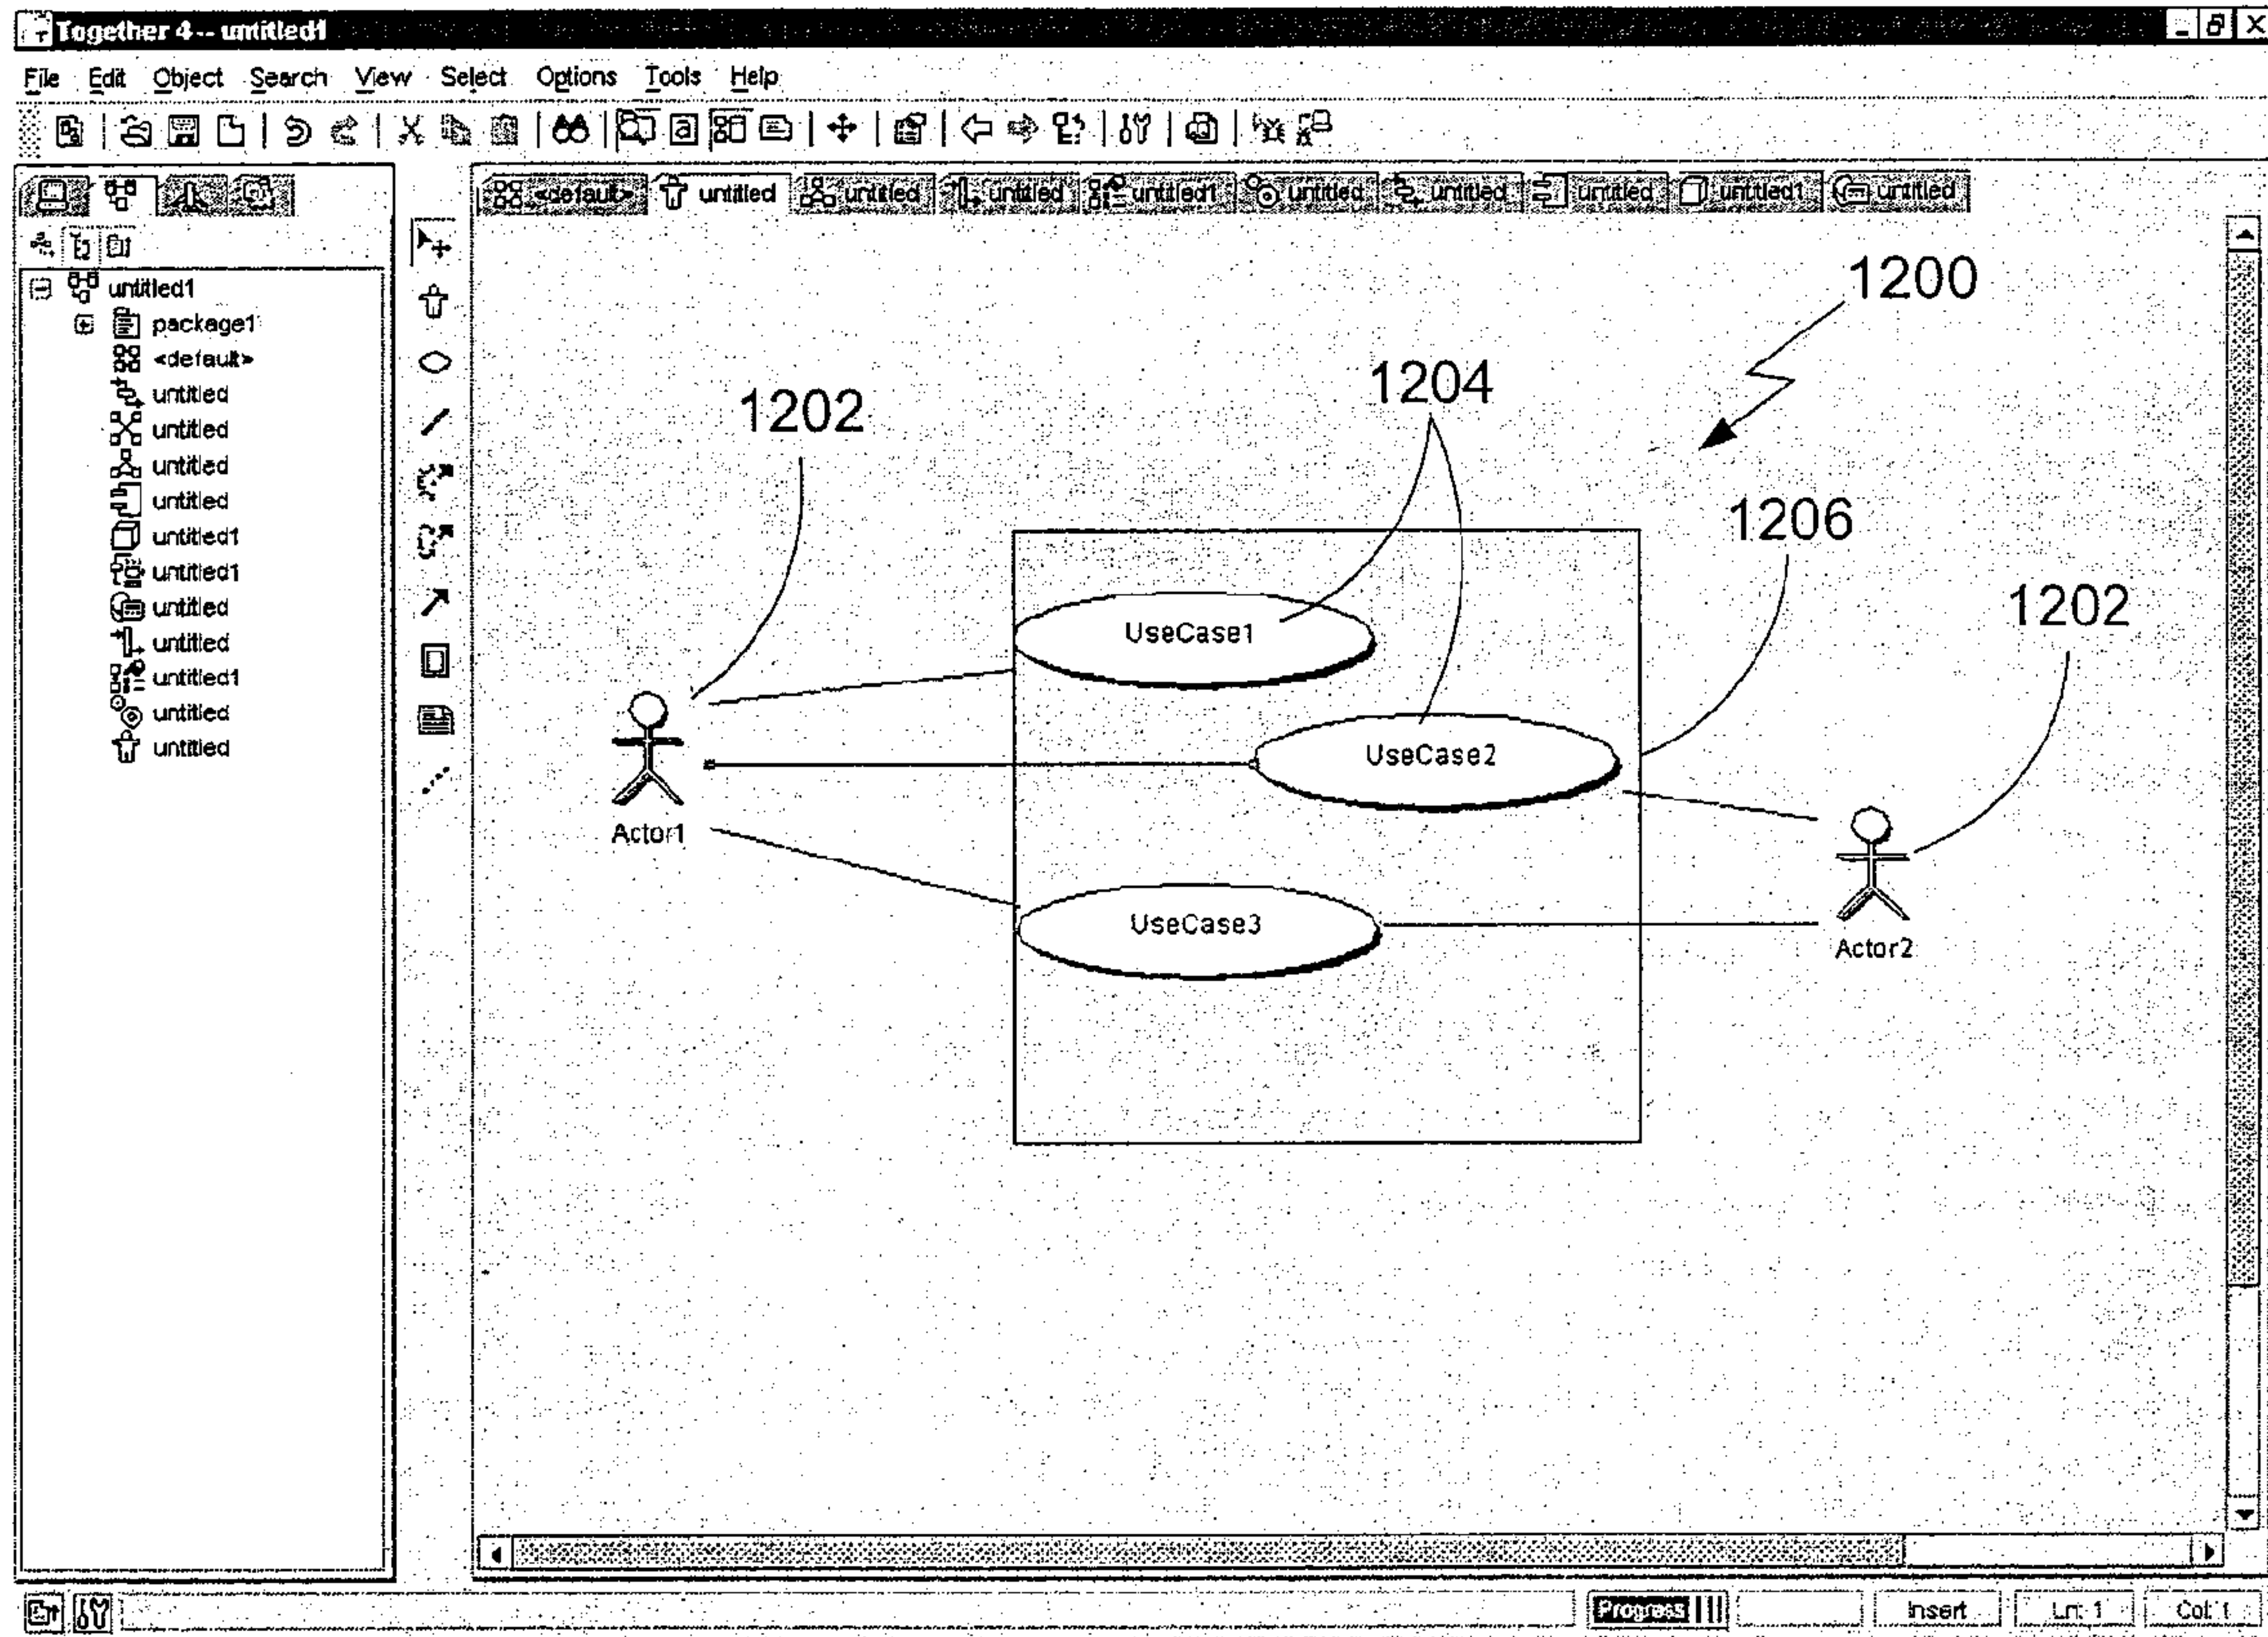 Together 4 -- untitled1
File Edit Object Search View Select Options Tools Help
<default> untitled untitled untitled untitled1 untitled untitled untitled untitled1 untitled
untitled1
package1
<default>
untitled
untitled
untitled
untitled
untitled1
untitled1
untitled
untitled
untitled1
untitled
untitled
1200
1204
1202
1206
1202
UseCase1
UseCase2
Actor1
UseCase3
Actor2
Progress Insert Ln: 1 Col: 1